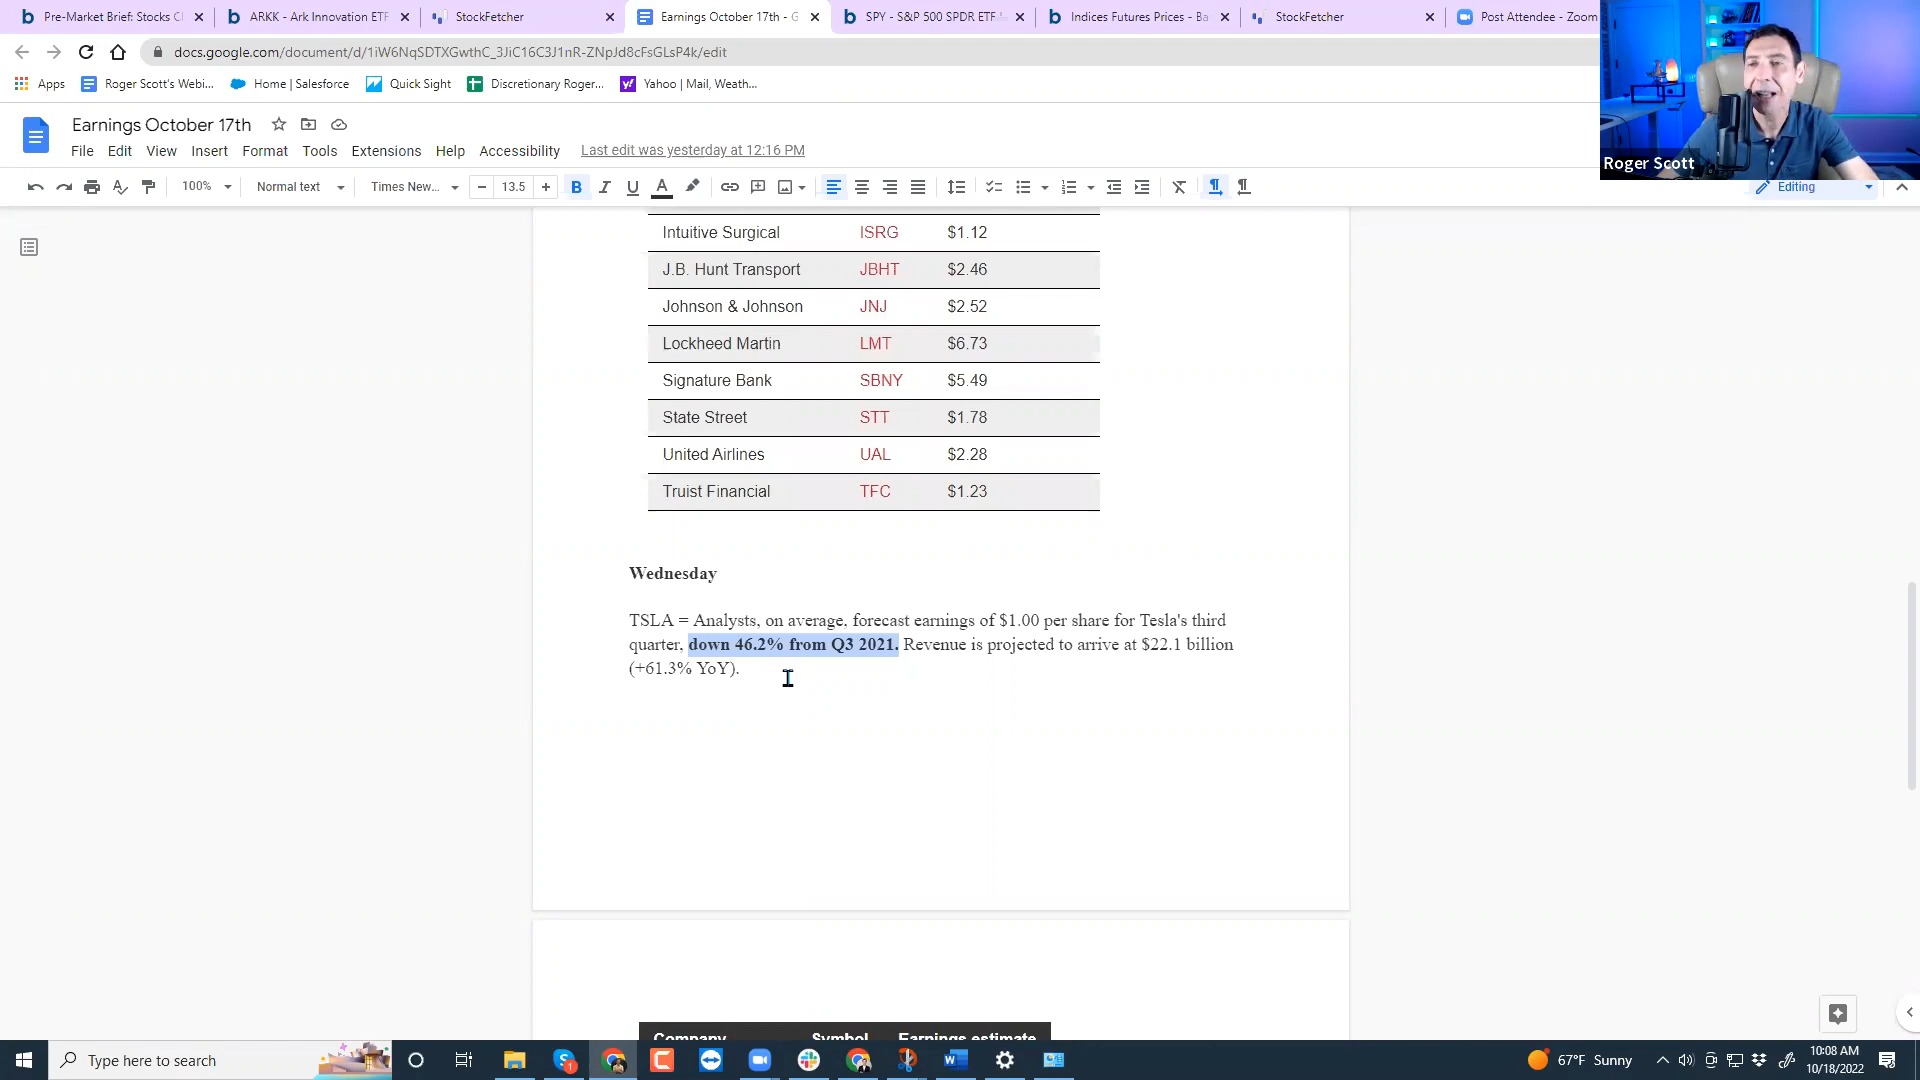 Pre-Market Brief: Stocks Cl
ARKK - Ark Innovation ETF
StockFetcher
Earnings October 17th - G
SPY - S&P 500 SPDR ETF
Indices Futures Prices - Ba
StockFetcher
Post Attendee - Zoom
docs.google.com/document/d/1iW6NqSDTXGwthC_3JiC16C3J1nR-ZNpJd8cFsGLsP4k/edit
Apps
Roger Scott's Webi...
Home | Salesforce
Quick Sight
Discretionary Roger...
Yahoo | Mail, Weath...
Earnings October 17th
File Edit View Insert Format Tools Extensions Help Accessibility Last edit was yesterday at 12:16 PM
Roger Scott
100% Normal text Times New... 13.5 Editing
Intuitive Surgical ISRG $1.12
J.B. Hunt Transport JBHT $2.46
Johnson & Johnson JNJ $2.52
Lockheed Martin LMT $6.73
Signature Bank SBNY $5.49
State Street STT $1.78
United Airlines UAL $2.28
Truist Financial TFC $1.23
Wednesday
TSLA = Analysts, on average, forecast earnings of $1.00 per share for Tesla's third
quarter, down 46.2% from Q3 2021. Revenue is projected to arrive at $22.1 billion
(+61.3% YoY).
Company Symbol Earnings estimate
Type here to search
67°F Sunny
10:08 AM
10/18/2022